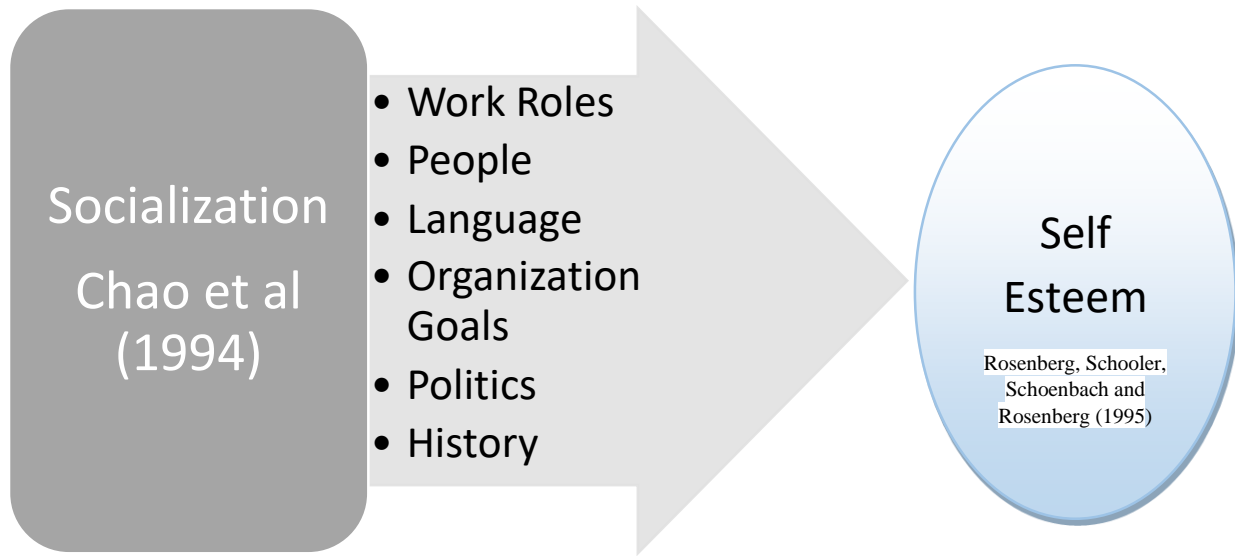 Socialization
Chao et al
(1994)
• Work Roles
• People
• Language
• Organization
Goals
• Politics
• History
Self
Esteem
Rosenberg, Schooler,
Schoenbach and
Rosenberg (1995)